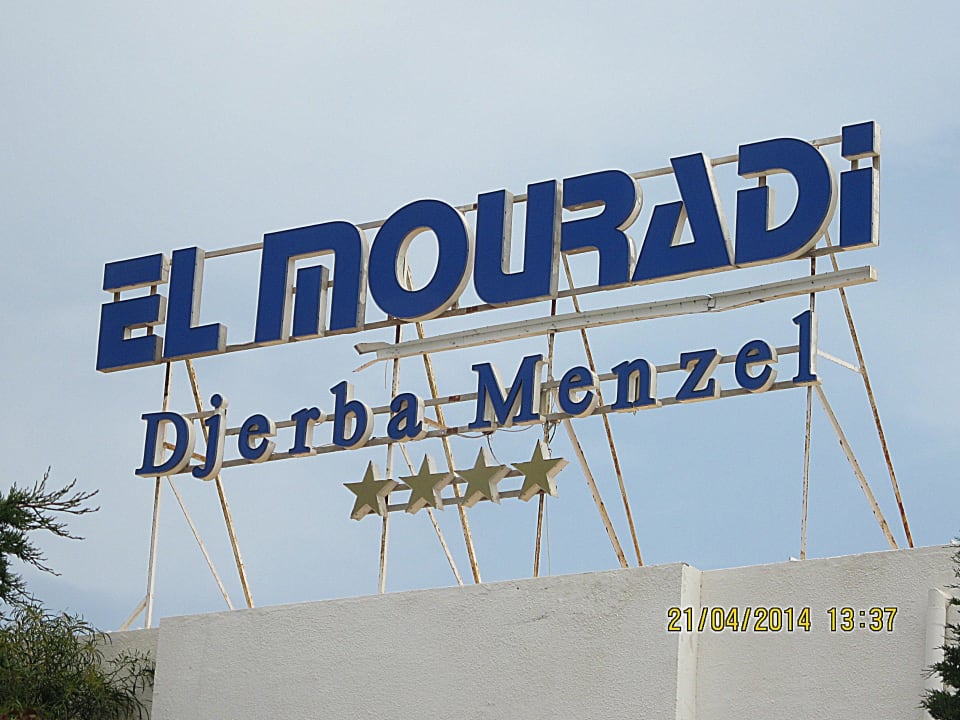 EL MOURADi
Djerba Menzel
21/04/2014 13:37